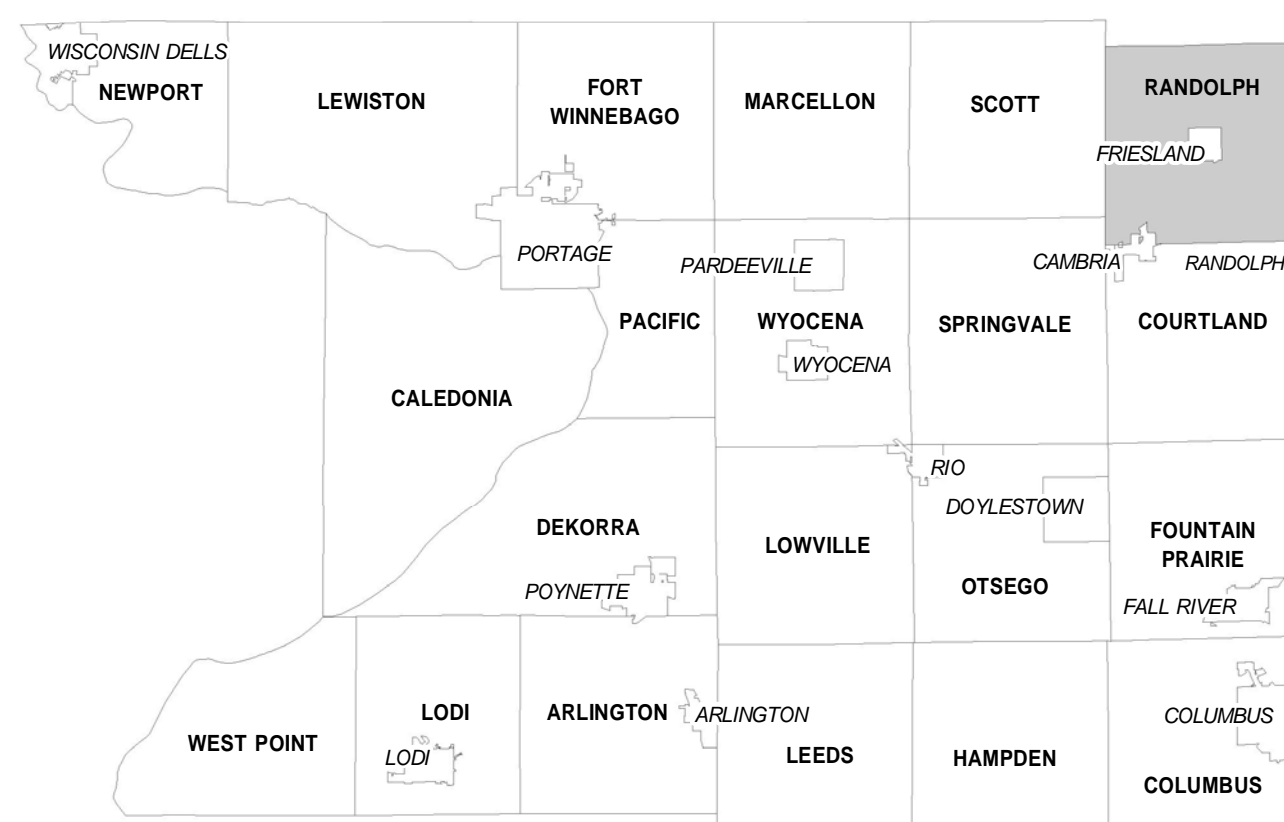 WISCONSIN DELLS
NEWPORT
LEWISTON
FORT
WINNEBAGO
MARCELLON
SCOTT
RANDOLPH
FRIESLAND
PORTAGE
PARDEEVILLE
CAMBRIA
RANDOLPH
PACIFIC
WYOCENA
SPRINGVALE
COURTLAND
WYOCENA
CALEDONIA
RIO
DOYLESTOWN
DEKORRA
LOWVILLE
FOUNTAIN
PRAIRIE
POYNETTE
OTSEGO
FALL RIVER
LODI
ARLINGTON
ARLINGTON
COLUMBUS
WEST POINT
LODI
LEEDS
HAMPDEN
COLUMBUS